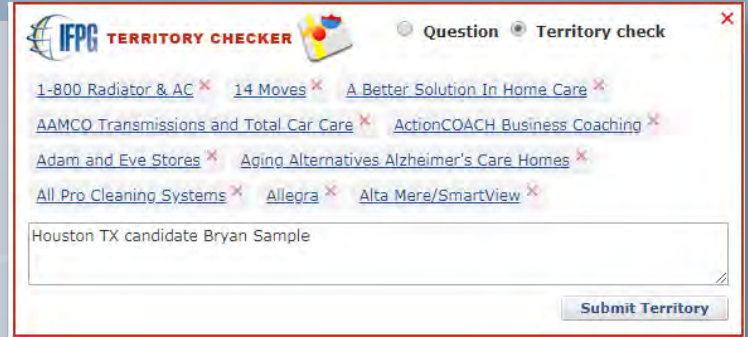 IFPG TERRITORY CHECKER Question Territory check
1-800 Radiator & AC 14 Moves A Better Solution In Home Care
AAMCO Transmissions and Total Car Care ActionCOACH Business Coaching
Adam and Eve Stores Aging Alternatives Alzheimer's Care Homes
All Pro Cleaning Systems Allegra Alta Mere/SmartView
Houston TX candidate Bryan Sample
Submit Territory